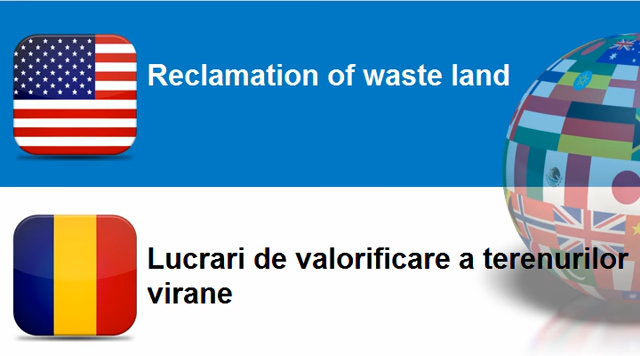 Reclamation of waste land
Lucrari de valorificare a terenurilor
virane